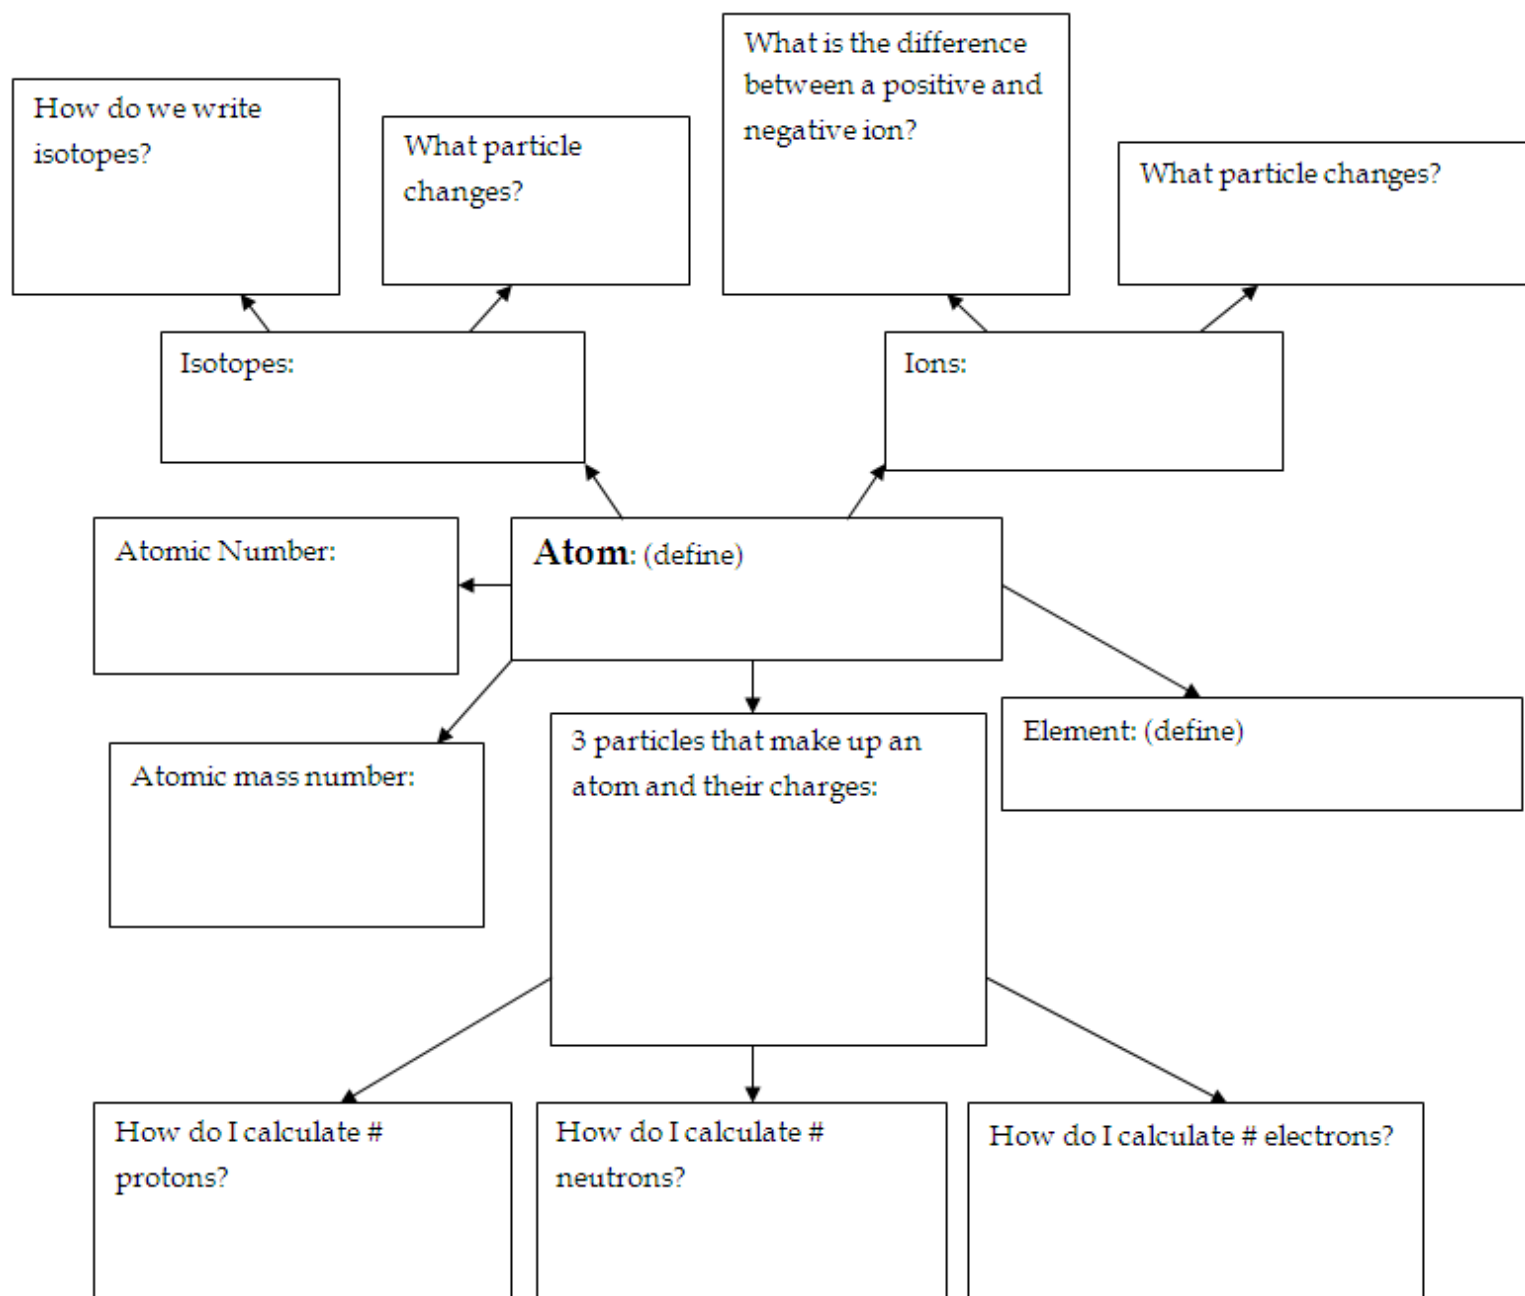 What is the difference
between a positive and
negative ion?
How do we write
isotopes?
What particle
changes?
What particle changes?
Isotopes:
Ions:
Atomic Number:
Atom: (define)
Element: (define)
3 particles that make up an
atom and their charges:
Atomic mass number:
How do I calculate #
protons?
How do I calculate #
neutrons?
How do I calculate # electrons?